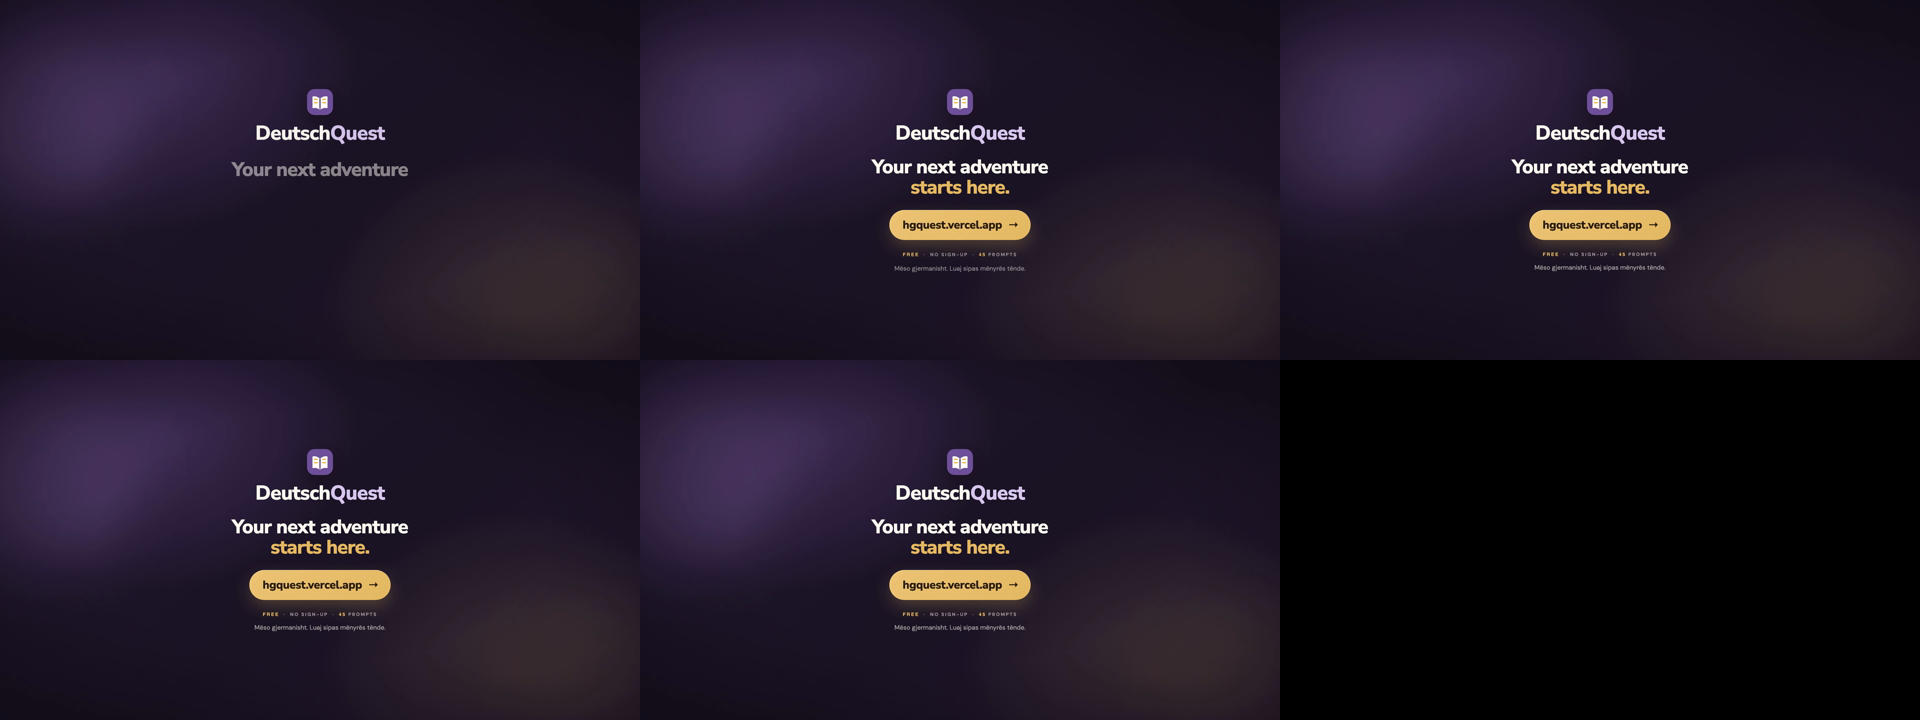 DeutschQuest
Your next adventure
DeutschQuest
Your next adventure
starts here.
hgquest.vercel.app →
FREE · NO SIGN-UP · 45 PROMPTS
Mëso gjermanisht. Luaj sipas mënyrës tënde.
DeutschQuest
Your next adventure
starts here.
hgquest.vercel.app →
FREE · NO SIGN-UP · 45 PROMPTS
Mëso gjermanisht. Luaj sipas mënyrës tënde.
DeutschQuest
Your next adventure
starts here.
hgquest.vercel.app →
FREE · NO SIGN-UP · 45 PROMPTS
Mëso gjermanisht. Luaj sipas mënyrës tënde.
DeutschQuest
Your next adventure
starts here.
hgquest.vercel.app →
FREE · NO SIGN-UP · 45 PROMPTS
Mëso gjermanisht. Luaj sipas mënyrës tënde.